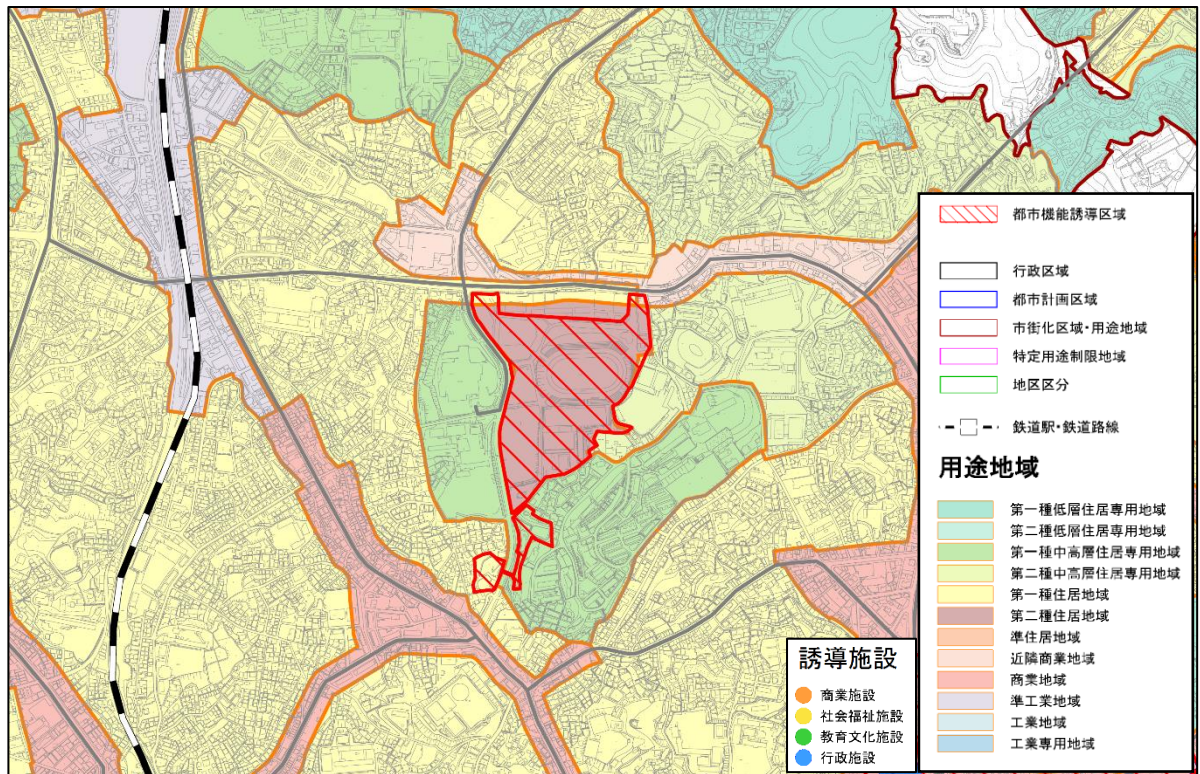 都市機能誘導区域
行政区域
都市計画区域
市街化区域・用途地域
特定用途制限地域
地区区分
鉄道駅・鉄道路線
用途地域
第一種低層住居専用地域
第二種低層住居専用地域
第一種中高層住居専用地域
第二種中高層住居専用地域
第一種住居地域
第二種住居地域
準住居地域
近隣商業地域
商業地域
準工業地域
工業地域
工業専用地域
誘導施設
商業施設
社会福祉施設
教育文化施設
行政施設